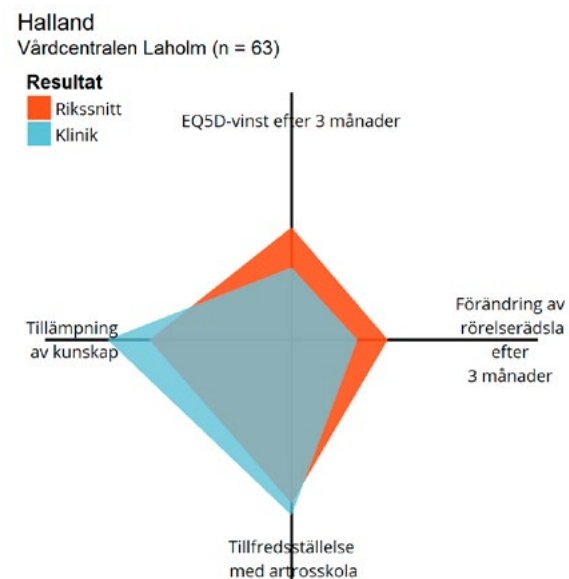 Halland
Vårdcentralen Laholm (n = 63)
Resultat
Rikssnitt
Klinik
EQ5D-vinst efter 3 månader
Förändring av
rörelserädsla
efter
3 månader
Tillämpning
av kunskap
Tillfredsställelse
med artrosskola